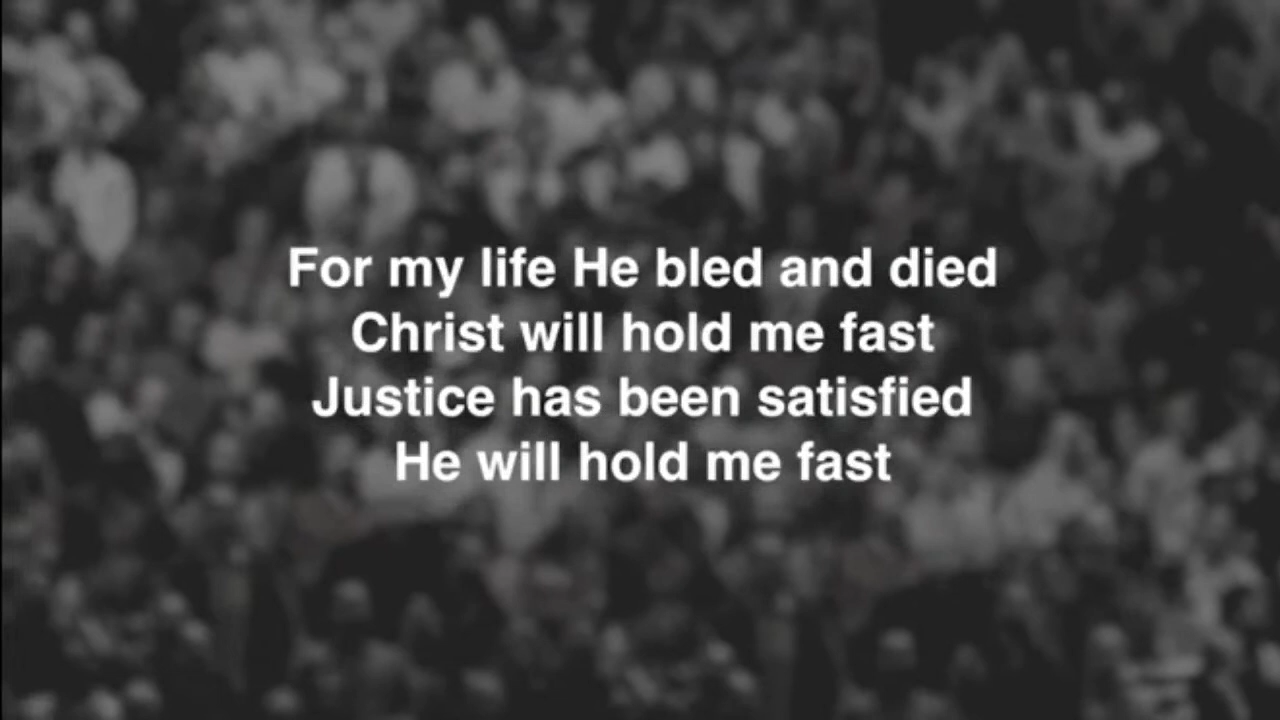 For my life He bled and died
Christ will hold me fast
Justice has been satisfied
He will hold me fast